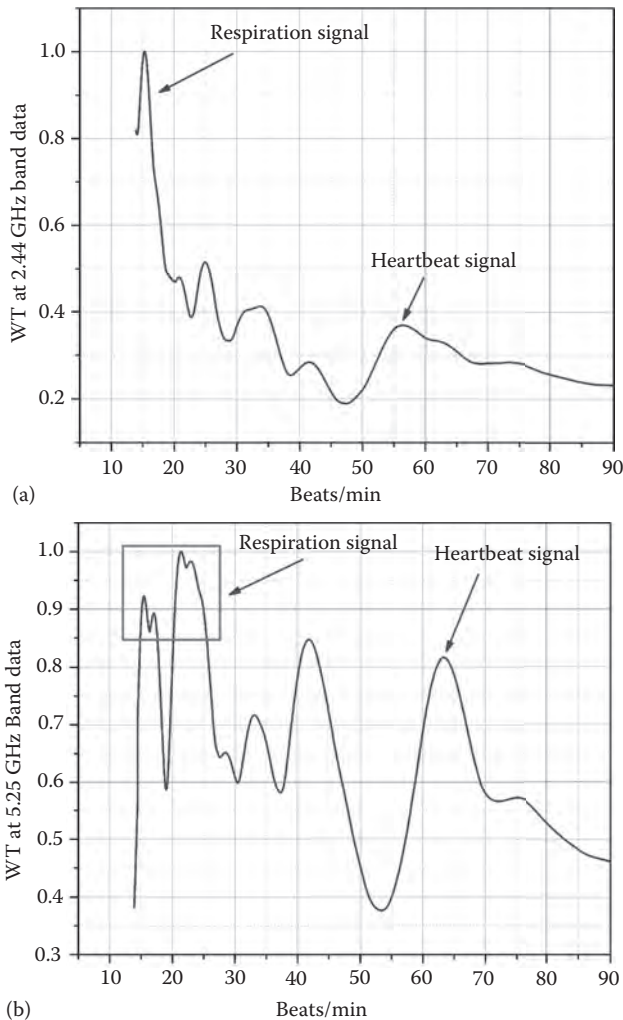 Respiration signal
1.0
0.8
0.6
0.4
0.2
WT at 2.44 GHz band data
Heartbeat signal
10 20 30 40 50 60 70 80 90
(a)
Beats/min
Respiration signal
Heartbeat signal
1.0
0.9
0.8
0.7
0.6
0.5
0.4
0.3
WT at 5.25 GHz Band data
10 20 30 40 50 60 70 80 90
(b)
Beats/min